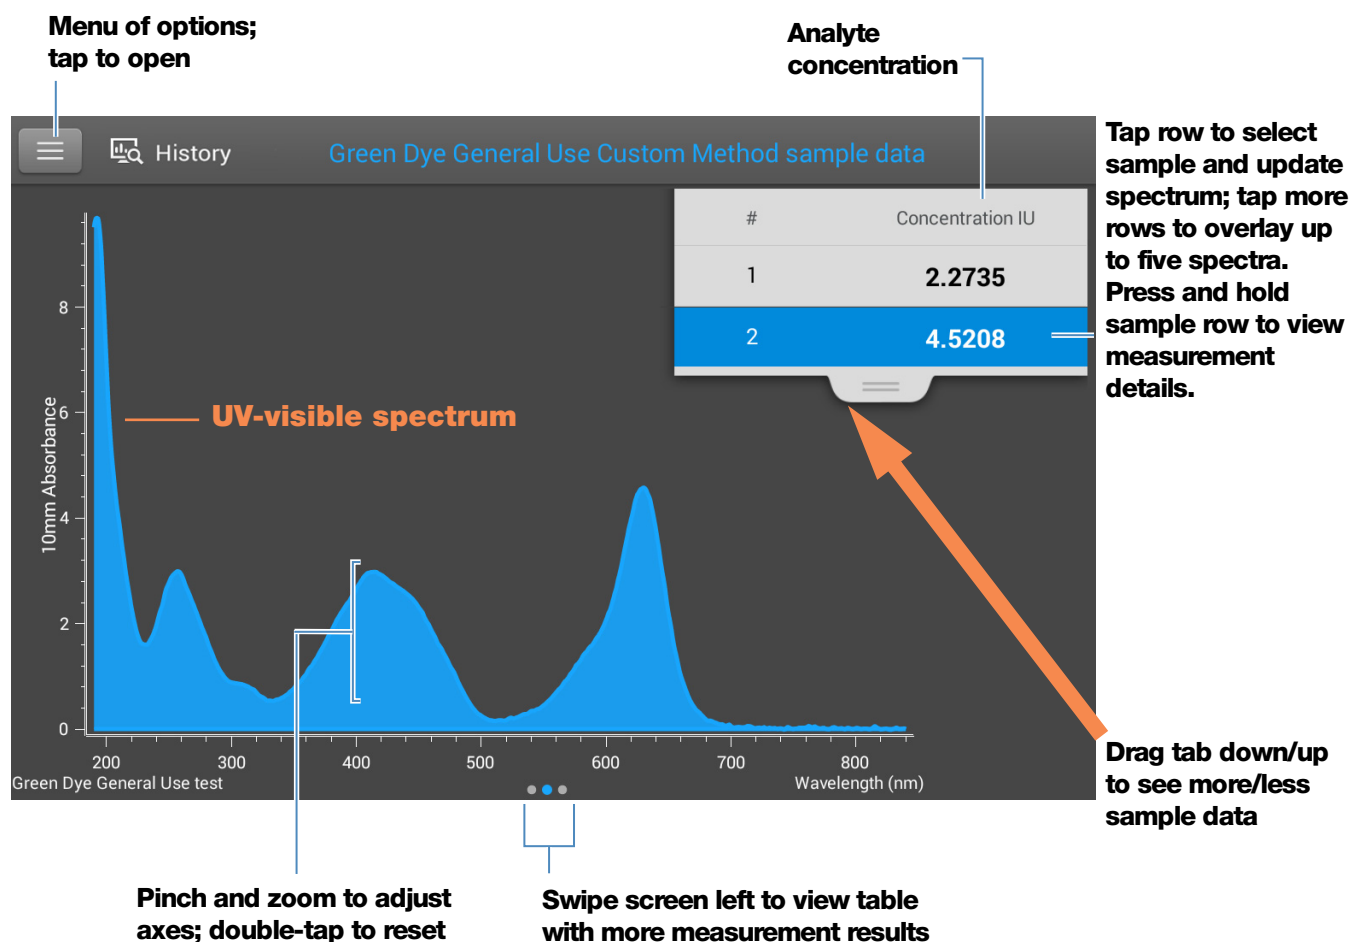 Menu of options;
tap to open
Analyte
concentration
History
Green Dye General Use Custom Method sample data
# Concentration IU
1 2.2735
2 4.5208
Tap row to select
sample and update
spectrum; tap more
rows to overlay up
to five spectra.
Press and hold
sample row to view
measurement
details.
UV-visible spectrum
10mm Absorbance
8
6
4
2
0
200 300 400 500 600 700 800
Green Dye General Use test
Wavelength (nm)
Drag tab down/up
to see more/less
sample data
Pinch and zoom to adjust
axes; double-tap to reset
Swipe screen left to view table
with more measurement results